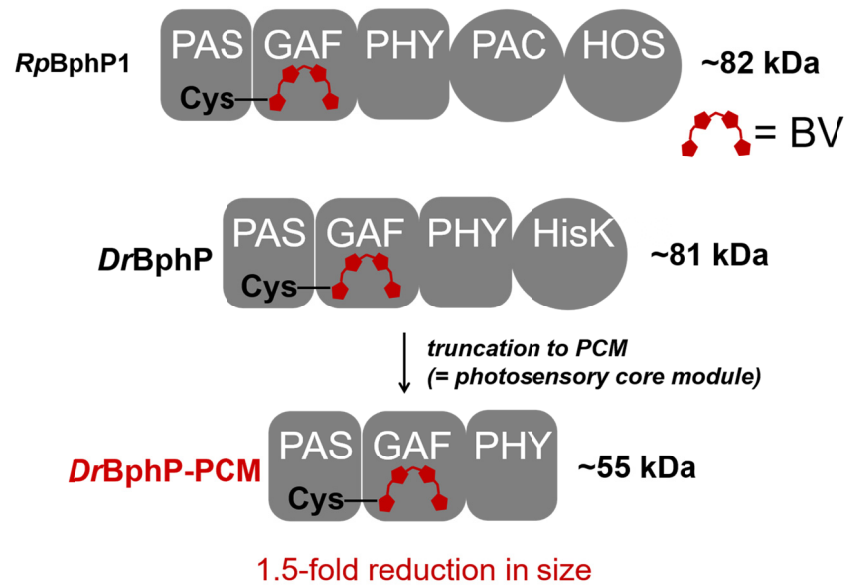 PAS GAF PHY PAC HOS
RpBphP1
~82 kDa
Cys
= BV
PAS GAF PHY HisK
DrBphP
~81 kDa
Cys
truncation to PCM
(= photosensory core module)
PAS GAF PHY
DrBphP-PCM
~55 kDa
Cys
1.5-fold reduction in size